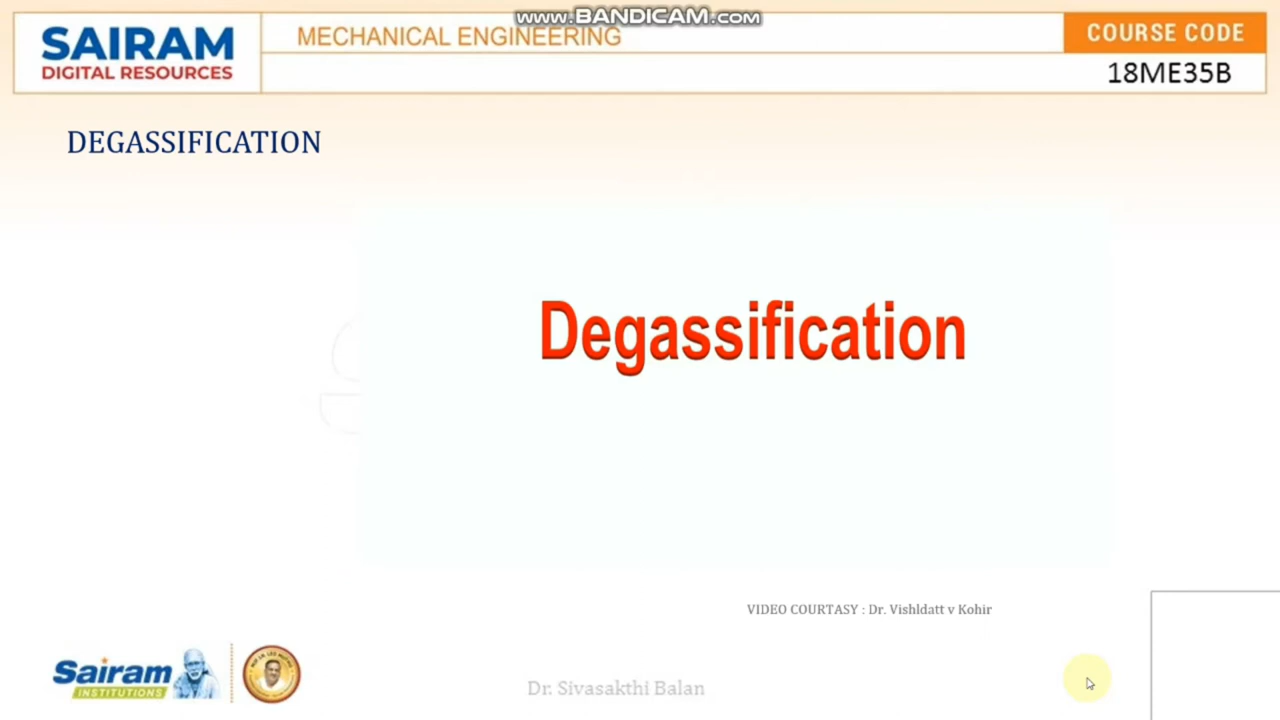 www.BANDICAM.com
SAIRAM
DIGITAL RESOURCES
MECHANICAL ENGINEERING
COURSE CODE
18ME35B
DEGASSIFICATION
Degassification
VIDEO COURTASY : Dr. Vishldatt v Kohir
Sairam
INSTITUTIONS
Dr. Sivasakthi Balan